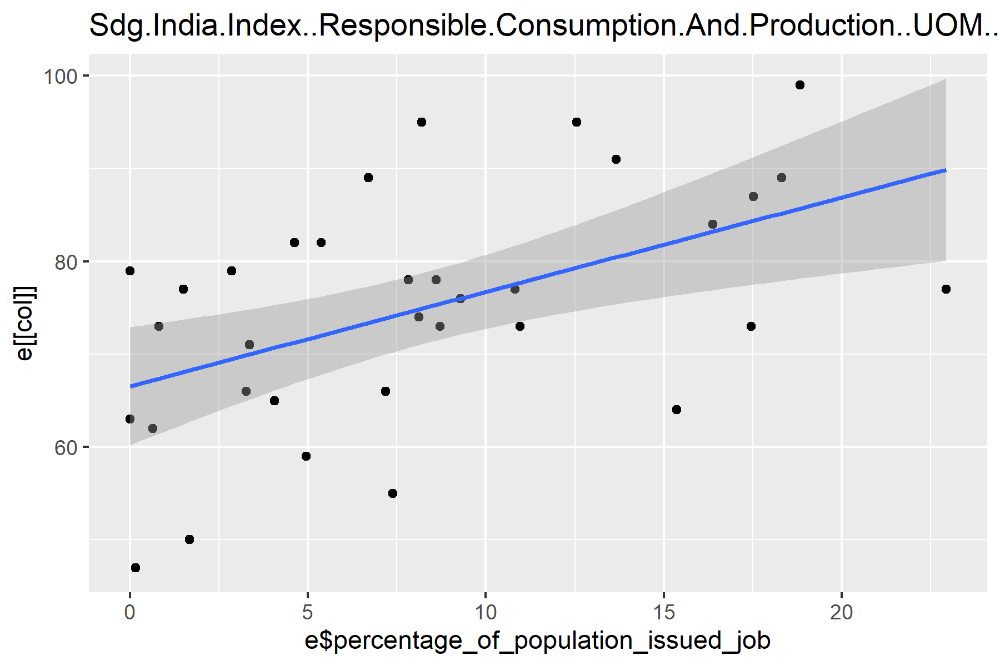 Sdg.India.Index..Responsible.Consumption.And.Production..UOM..
100
80
60
e[[col]]
0 5 10 15 20
e$percentage_of_population_issued_job